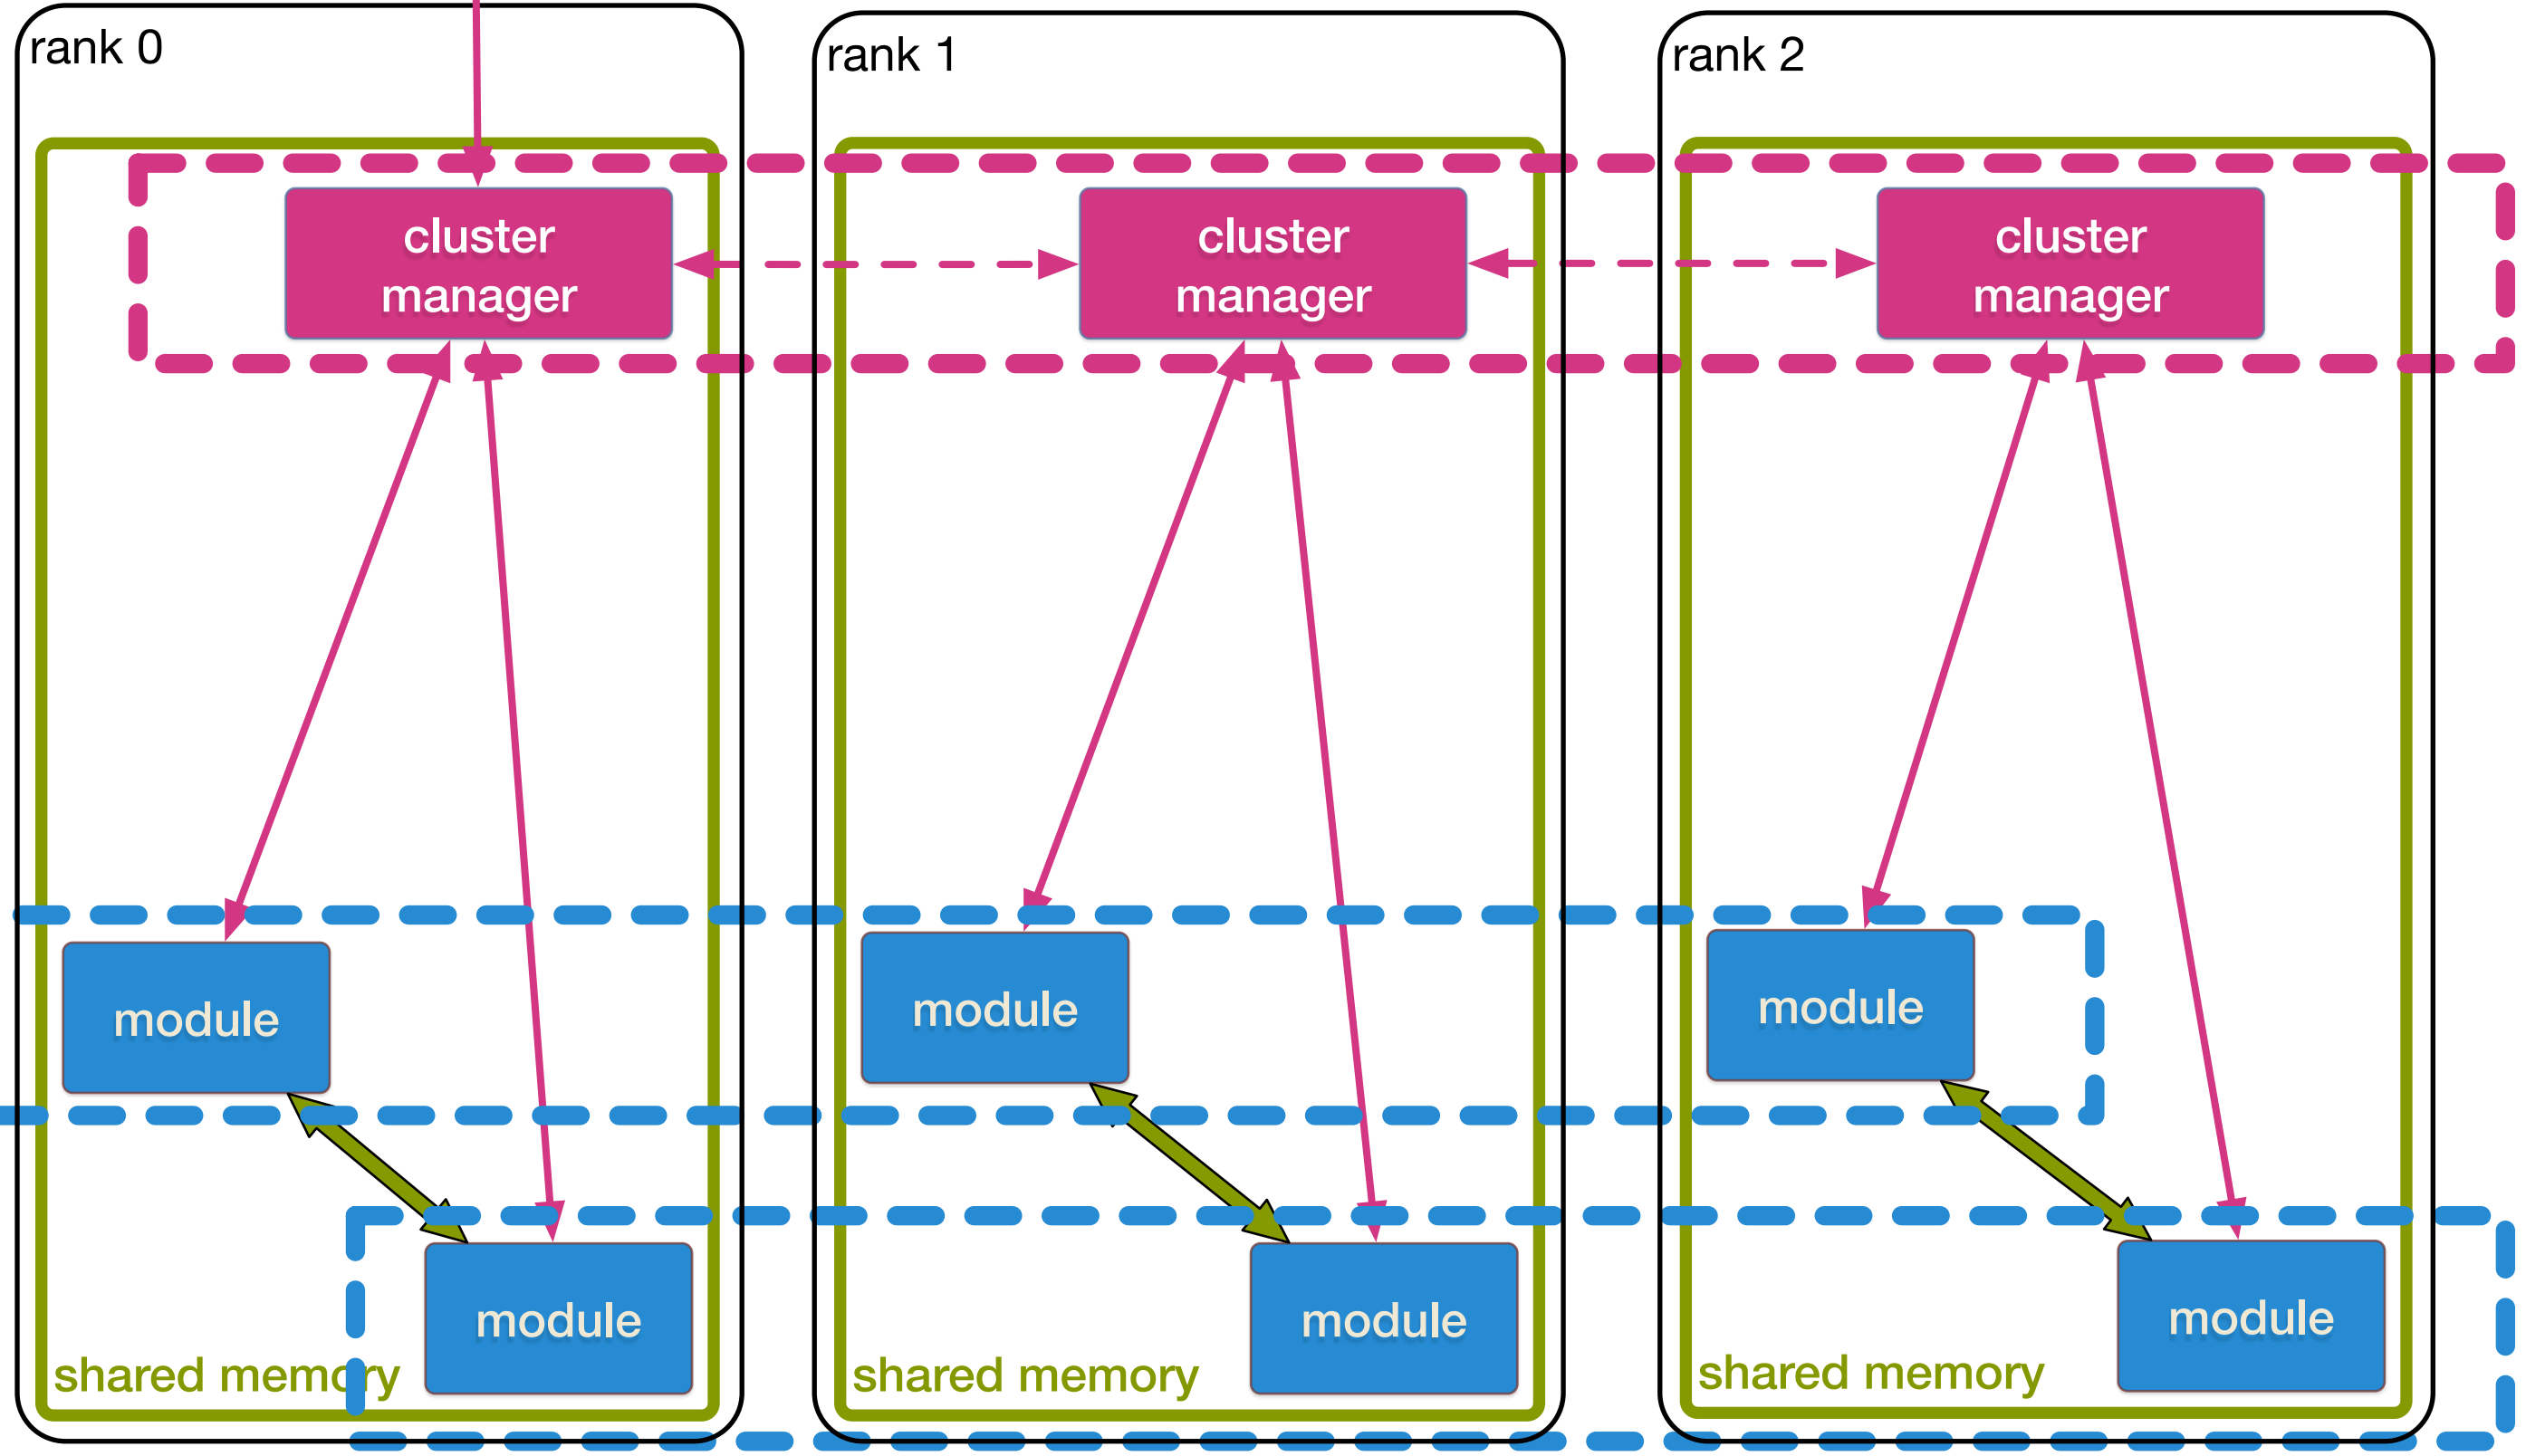 rank 0
rank 1
rank 2
cluster
manager
cluster
manager
cluster
manager
module
module
module
module
module
module
shared memory
shared memory
shared memory